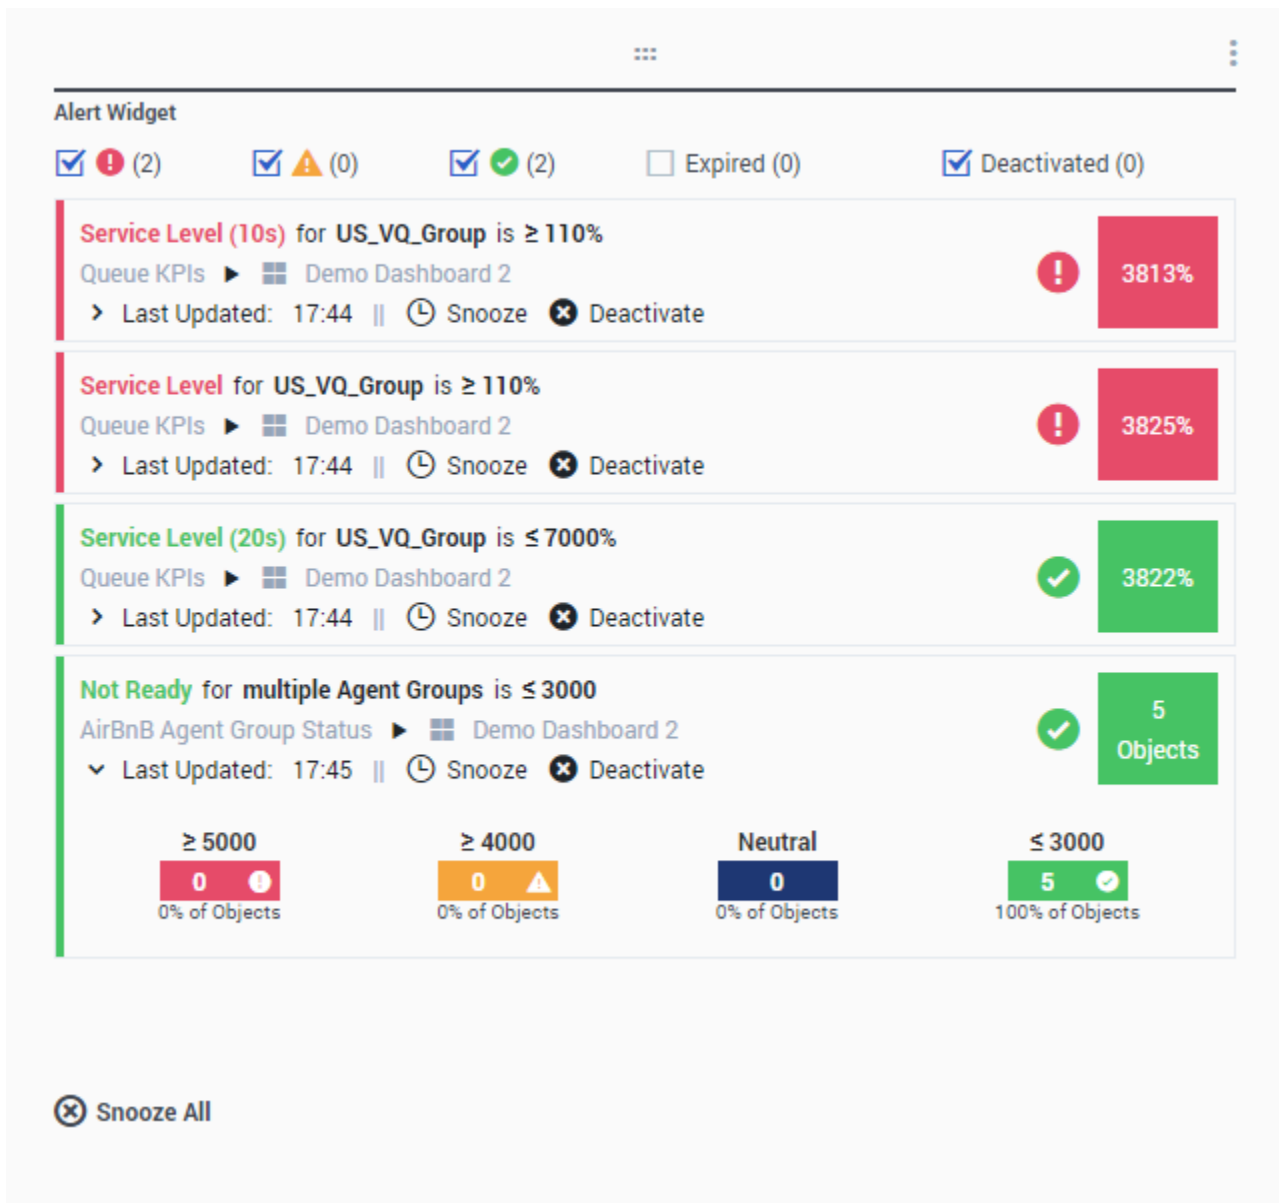 Alert Widget
(2) (0) (2) Expired (0) Deactivated (0)
Service Level (10s) for US_VQ_Group is ≥ 110%
Queue KPIs Demo Dashboard 2
3813%
Last Updated: 17:44 || Snooze Deactivate
Service Level for US_VQ_Group is ≥ 110%
Queue KPIs Demo Dashboard 2
3825%
Last Updated: 17:44 || Snooze Deactivate
Service Level (20s) for US_VQ_Group is ≤ 7000%
Queue KPIs Demo Dashboard 2
3822%
Last Updated: 17:44 || Snooze Deactivate
Not Ready for multiple Agent Groups is ≤ 3000
AirBnB Agent Group Status Demo Dashboard 2
5
Objects
Last Updated: 17:45 || Snooze Deactivate
≥ 5000 ≥ 4000 Neutral ≤ 3000
0 0 0 5
0% of Objects 0% of Objects 0% of Objects 100% of Objects
Snooze All